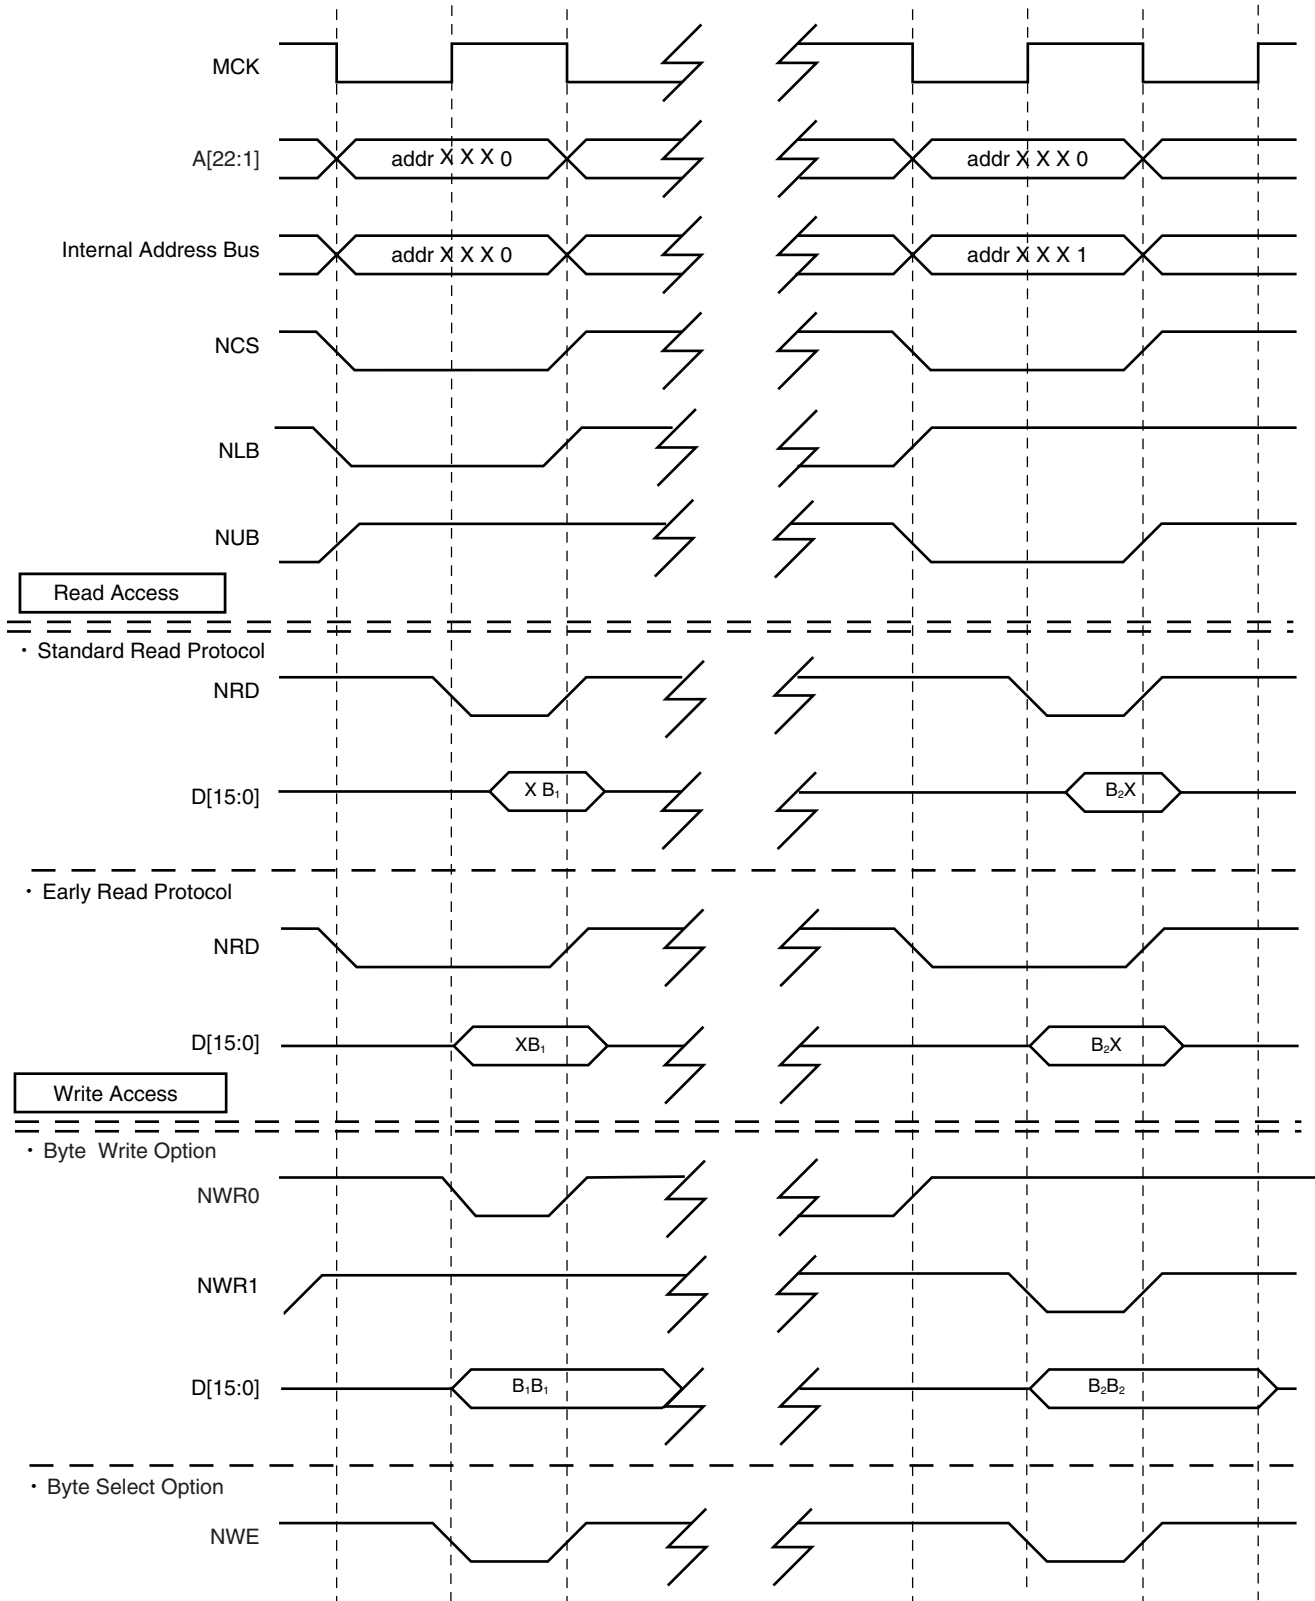 MCK
A[22:1]
addr X X X 0
addr X X X 0
Internal Address Bus
addr X X X 0
addr X X X 1
NCS
NLB
NUB
Read Access
· Standard Read Protocol
NRD
D[15:0]
X B₁
B₂X
· Early Read Protocol
NRD
D[15:0]
XB₁
B₂X
Write Access
· Byte Write Option
NWR0
NWR1
D[15:0]
B₁B₁
B₂B₂
· Byte Select Option
NWE